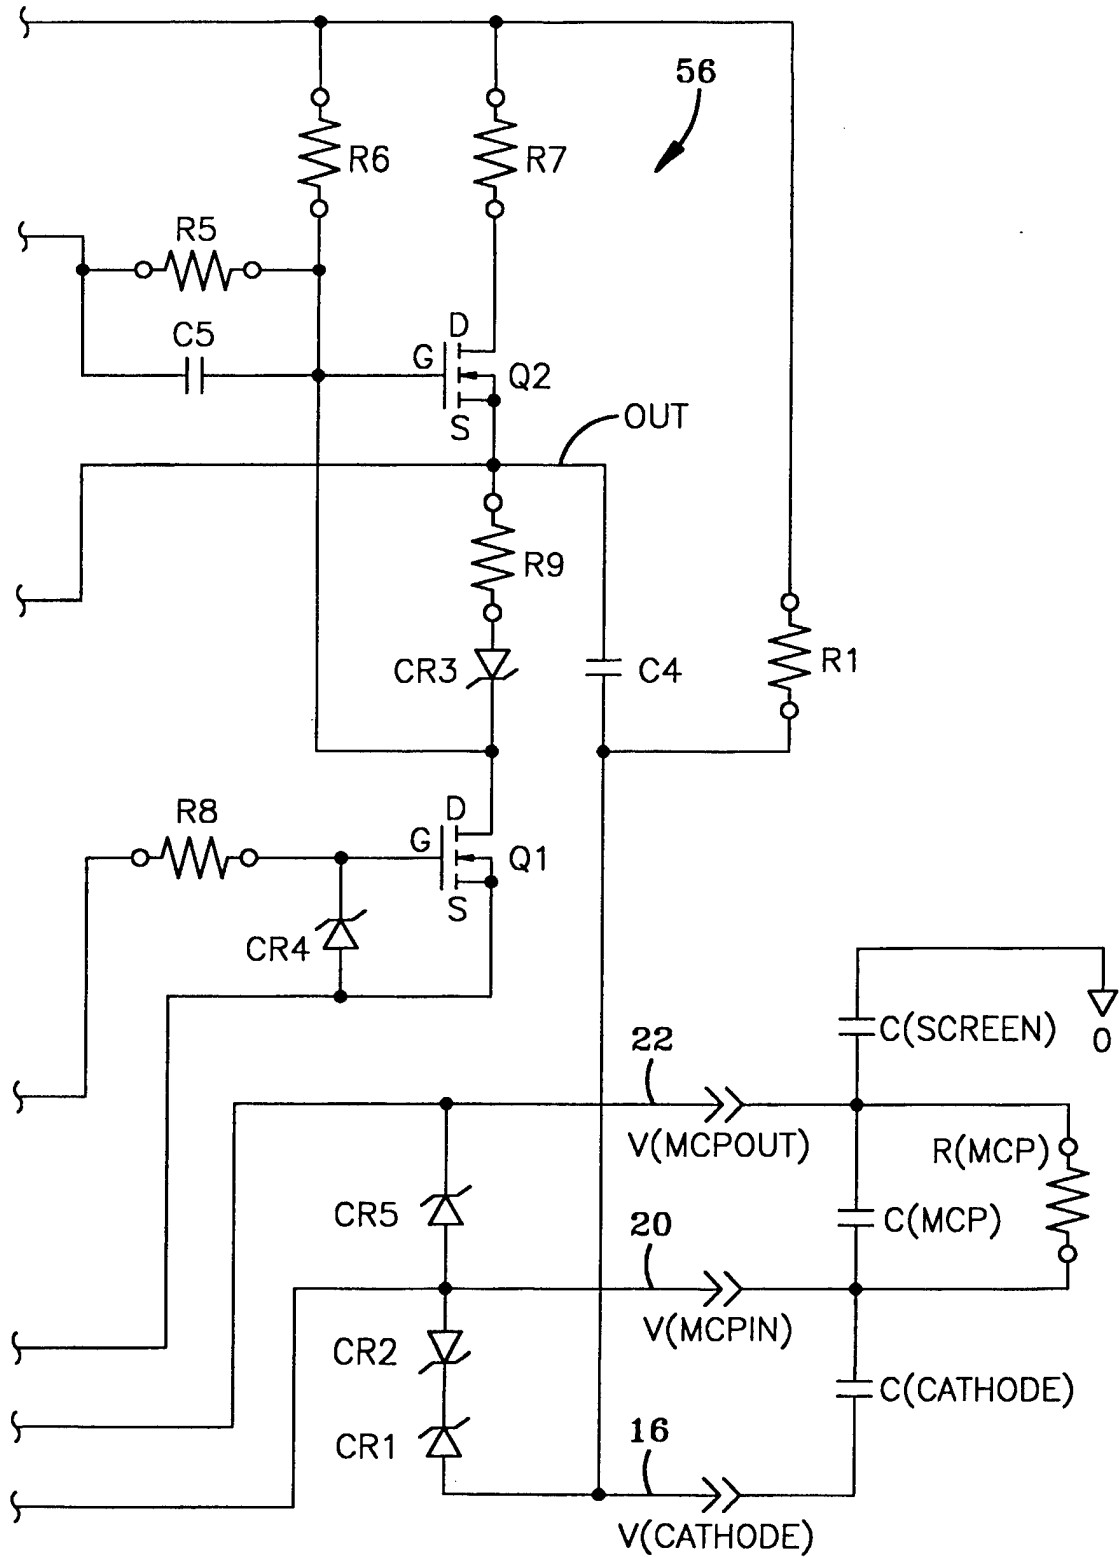 56
R6
R7
R5
C5
D
G
Q2
S
OUT
R9
CR3
C4
R1
R8
D
G
Q1
S
CR4
C(SCREEN)
0
22
V(MCPOUT)
R(MCP)
CR5
C(MCP)
20
V(MCPIN)
CR2
C(CATHODE)
CR1
16
V(CATHODE)